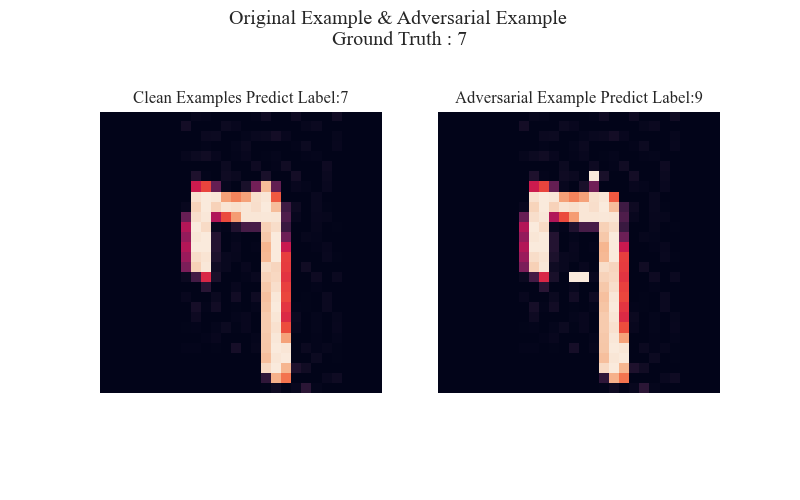 Original Example & Adversarial Example
Ground Truth : 7
Clean Examples Predict Label:7
Adversarial Example Predict Label:9